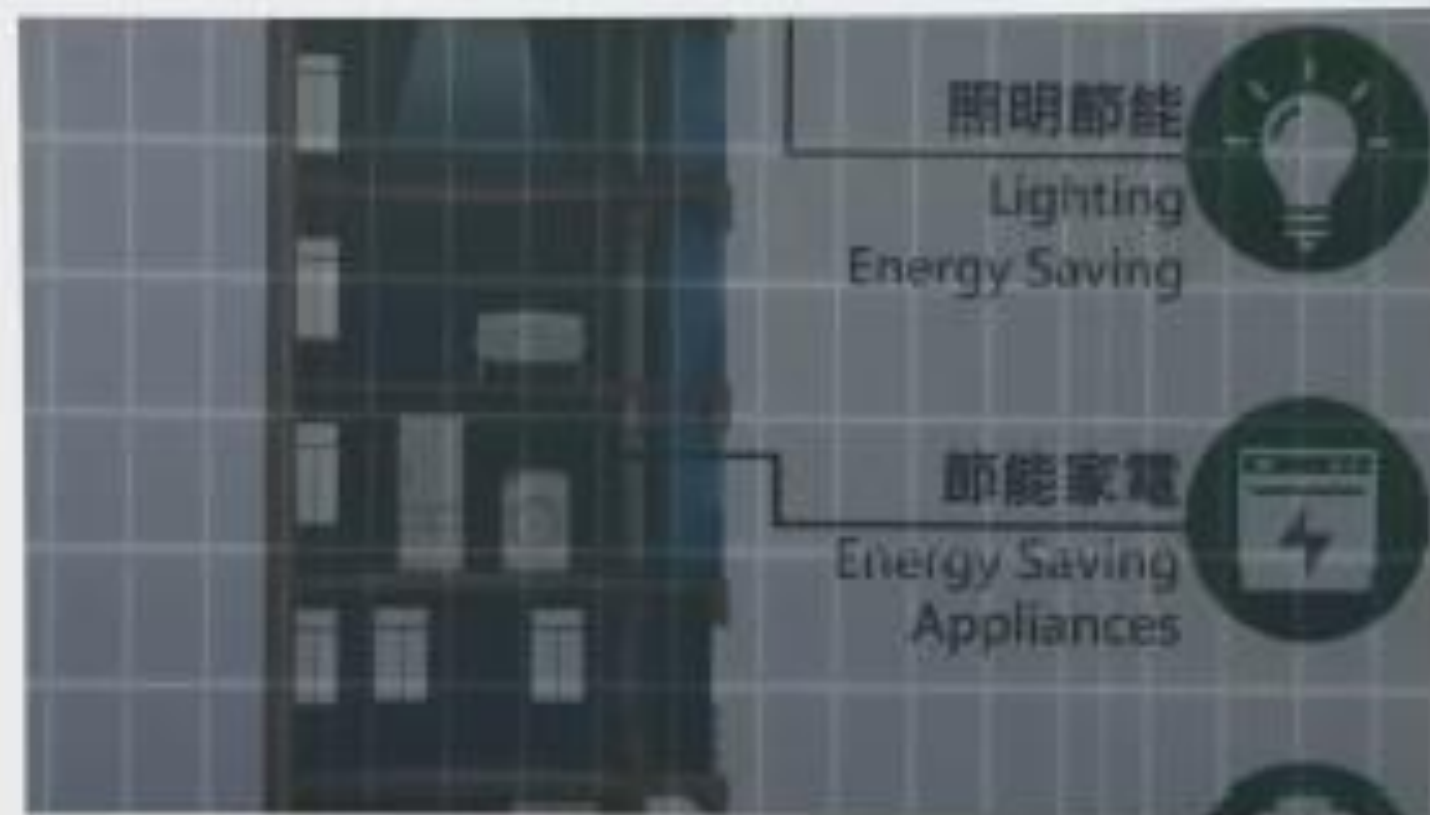 照明節能
Lighting
Energy Saving
節能家電
Energy Saving
Appliances